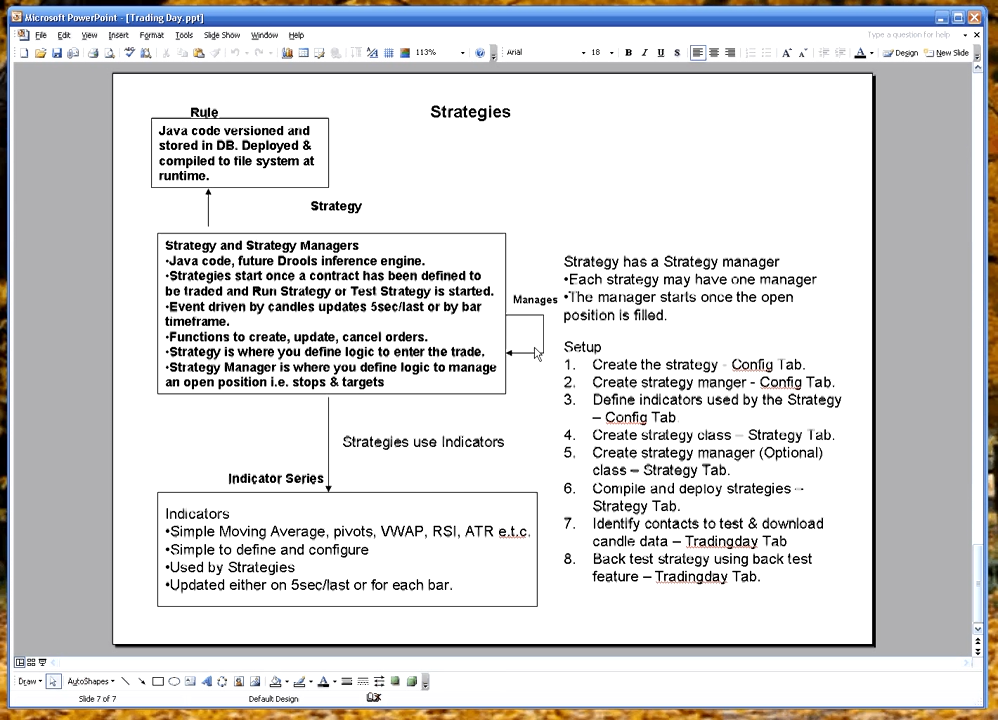 Microsoft PowerPoint - [Trading Day.ppt]
File Edit View Insert Format Tools Slide Show Window Help
Type a question for help
113%
Arial
18
B I U S
Design
New Slide
Strategies
Rule
Java code versioned and
stored in DB. Deployed &
compiled to file system at
runtime.
Strategy
Strategy and Strategy Managers
•Java code, future Drools inference engine.
•Strategies start once a contract has been defined to
be traded and Run Strategy or Test Strategy is started.
•Event driven by candles updates 5sec/last or by bar
timeframe.
•Functions to create, update, cancel orders.
•Strategy is where you define logic to enter the trade.
•Strategy Manager is where you define logic to manage
an open position i.e. stops & targets
Manages
Strategies use Indicators
Indicator Series
Indicators
•Simple Moving Average, pivots, VWAP, RSI, ATR e.t.c.
•Simple to define and configure
•Used by Strategies
•Updated either on 5sec/last or for each bar.
Strategy has a Strategy manager
•Each strategy may have one manager
•The manager starts once the open
position is filled.
Setup
1. Create the strategy - Config Tab.
2. Create strategy manger - Config Tab.
3. Define indicators used by the Strategy
– Config Tab
4. Create strategy class – Strategy Tab.
5. Create strategy manager (Optional)
class – Strategy Tab.
6. Compile and deploy strategies –
Strategy Tab.
7. Identify contacts to test & download
candle data – Tradingday Tab
8. Back test strategy using back test
feature – Tradingday Tab.
Draw
AutoShapes
Slide 7 of 7
Default Design